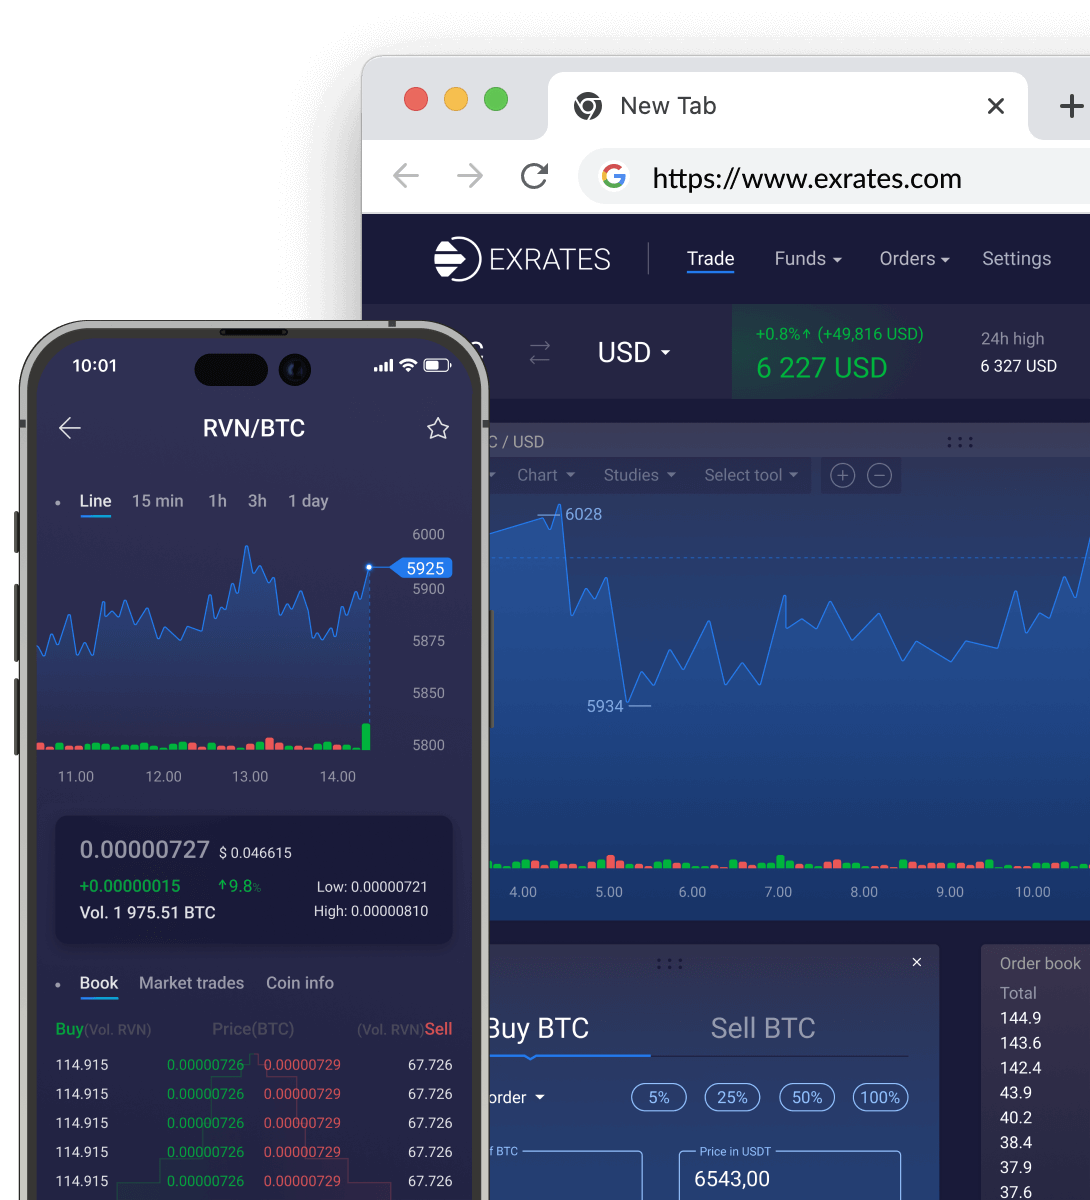 New Tab
https://www.exrates.com
EXRATES
Trade Funds Orders Settings
USD
+0.8% (+49,816 USD)
6 227 USD
24h high
6 327 USD
/ USD
Chart Studies Select tool
6028
5934
4.00 5.00 6.00 7.00 8.00 9.00 10.00
Buy BTC Sell BTC
order 5% 25% 50% 100%
f BTC
Price in USDT
6543,00
Order book
Total
144.9
143.6
142.4
43.9
40.2
38.4
37.9
37.6
10:01
RVN/BTC
Line 15 min 1h 3h 1 day
6000
5925
5900
5875
5850
5800
11.00 12.00 13.00 14.00
0.00000727 $ 0.046615
+0.00000015 9.8%
Low: 0.00000721
Vol. 1 975.51 BTC
High: 0.00000810
Book Market trades Coin info
Buy(Vol. RVN) Price(BTC) (Vol. RVN)Sell
114.915 0.00000726 0.00000729 67.726
114.915 0.00000726 0.00000729 67.726
114.915 0.00000726 0.00000729 67.726
114.915 0.00000726 0.00000729 67.726
114.915 0.00000726 0.00000729 67.726